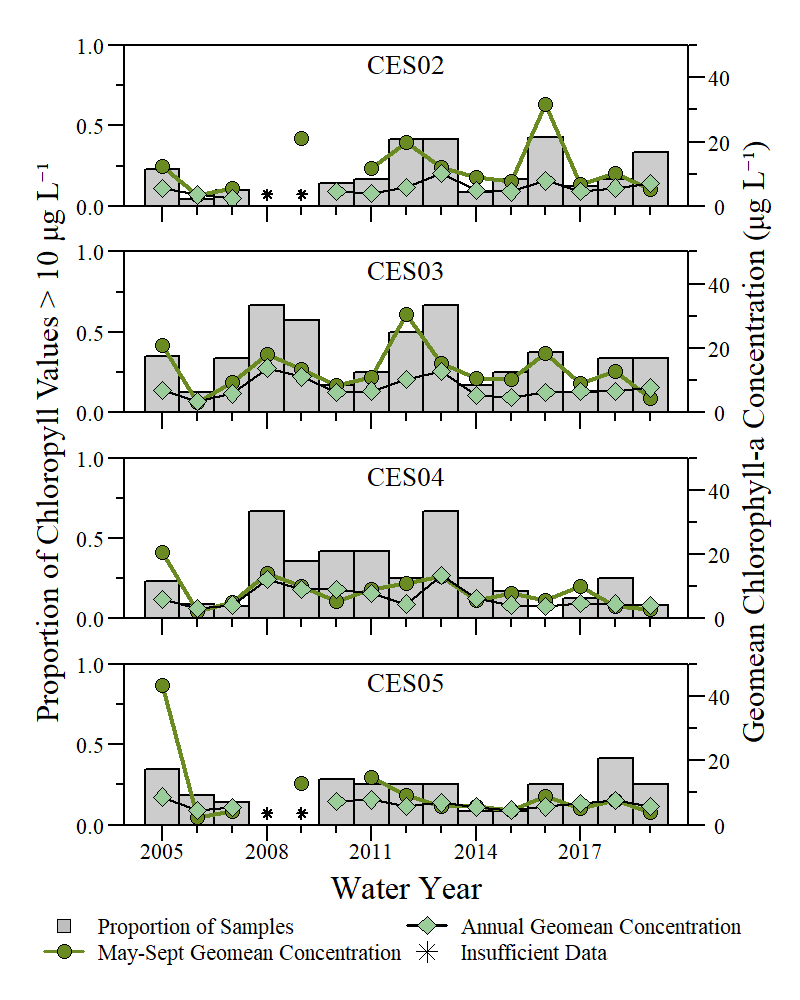 Proportion of Chloropyll Values > 10 µg L⁻¹
1.0
0.5
0.0
CES02
40
20
0
1.0
0.5
0.0
CES03
40
20
0
1.0
0.5
0.0
CES04
40
20
0
1.0
0.5
0.0
CES05
40
20
0
Geomean Chlorophyll-a Concentration (µg L⁻¹)
2005 2008 2011 2014 2017
Water Year
Proportion of Samples Annual Geomean Concentration
May-Sept Geomean Concentration Insufficient Data